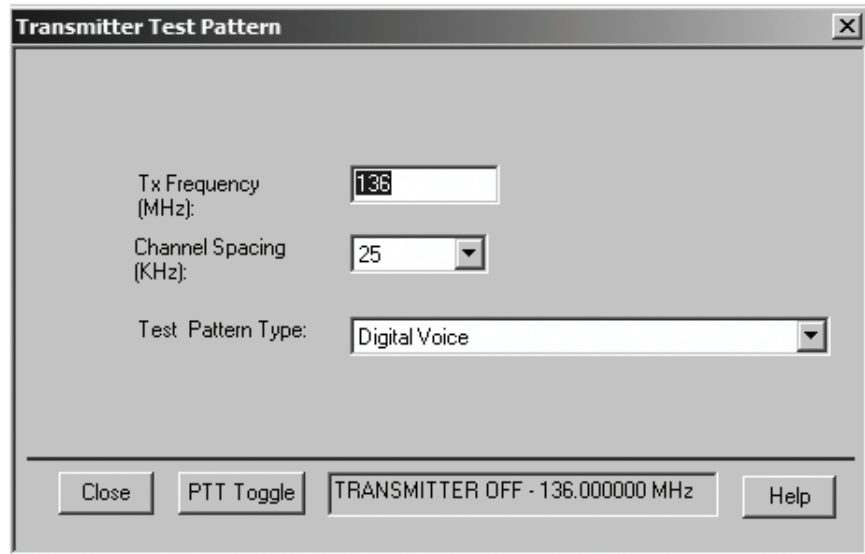 Transmitter Test Pattern
Tx Frequency
(MHz):
136
Channel Spacing
(KHz):
25
Test Pattern Type:
Digital Voice
Close
PTT Toggle
TRANSMITTER OFF - 136.000000 MHz
Help